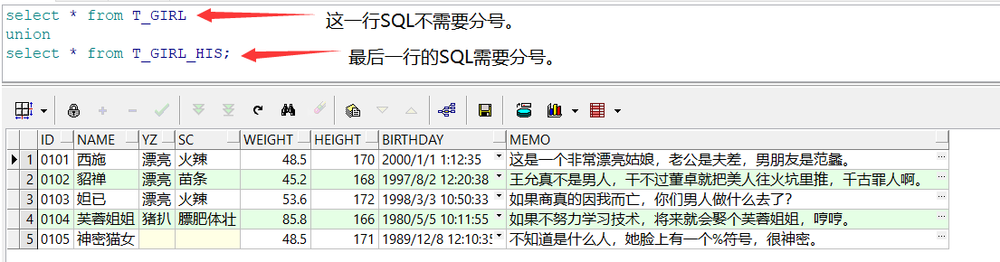 select * from T_GIRL
这一行SQL不需要分号。
union
select * from T_GIRL_HIS;
最后一行的SQL需要分号。
ID NAME YZ SC WEIGHT HEIGHT BIRTHDAY MEMO
1 0101 西施 漂亮 火辣 48.5 170 2000/1/1 1:12:35 这是一个非常漂亮姑娘，老公是夫差，男朋友是范蠡。
2 0102 貂禅 漂亮 苗条 45.2 168 1997/8/2 12:20:38 王允真不是男人，干不过董卓就把美人往火坑里推，千古罪人啊。
3 0103 妲已 漂亮 火辣 53.6 172 1998/3/3 10:50:33 如果商真的因我而亡，你们男人做什么去了？
4 0104 芙蓉姐姐 猪扒 膘肥体壮 85.8 166 1980/5/5 10:11:55 如果不努力学习技术，将来就会娶个芙蓉姐姐，哼哼。
5 0105 神密猫女 48.5 171 1989/12/8 12:10:35 不知道是什么人，她脸上有一个%符号，很神密。